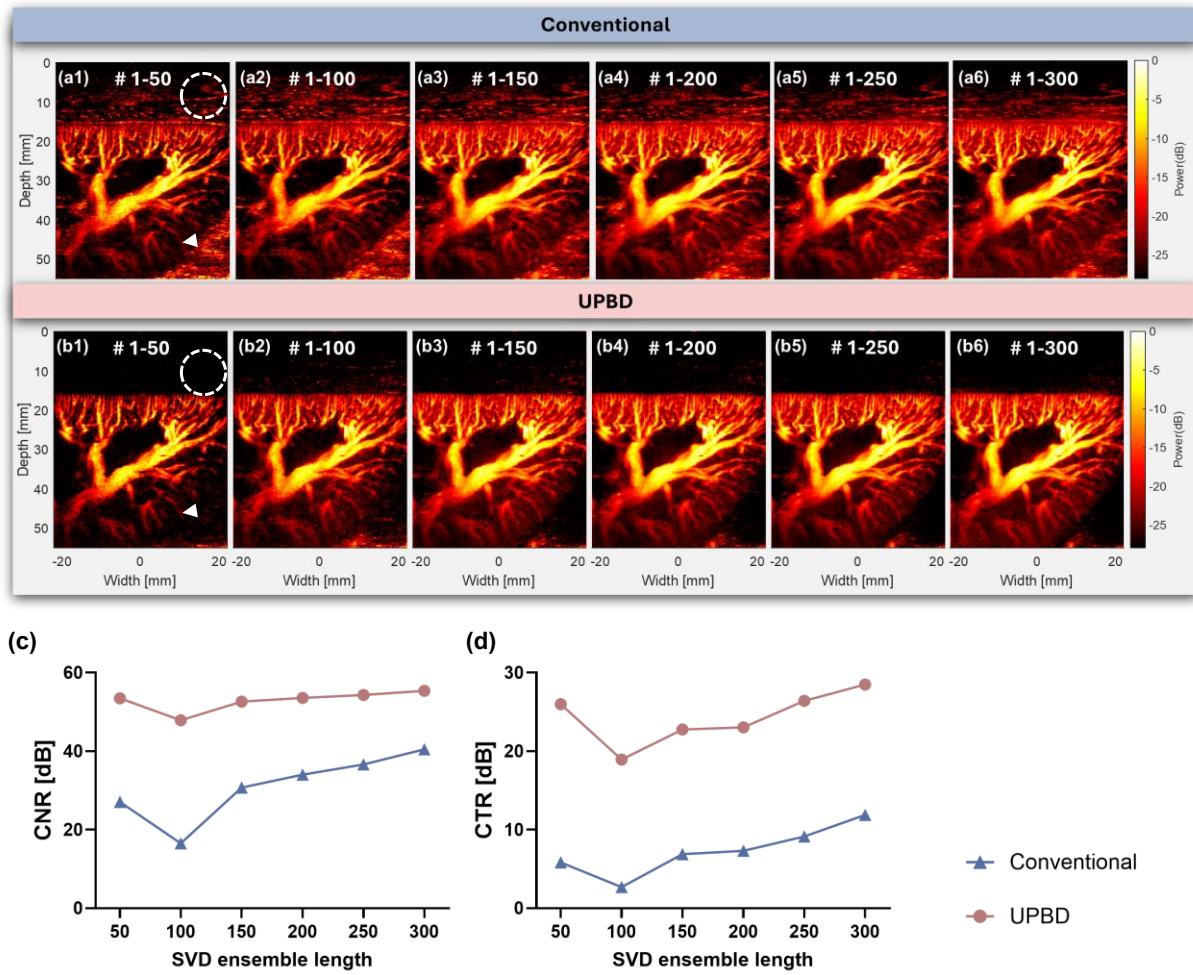 Conventional
(a1) # 1-50 (a2) # 1-100 (a3) # 1-150 (a4) # 1-200 (a5) # 1-250 (a6) # 1-300
0
10
20
30
40
50
Depth [mm]
0
-5
-10
-15
-20
-25
Power(dB)
UPBD
(b1) # 1-50 (b2) # 1-100 (b3) # 1-150 (b4) # 1-200 (b5) # 1-250 (b6) # 1-300
0
10
20
30
40
50
Depth [mm]
0
-5
-10
-15
-20
-25
Power(dB)
-20 0 20 -20 0 20 -20 0 20 -20 0 20 -20 0 20 -20 0 20
Width [mm] Width [mm] Width [mm] Width [mm] Width [mm] Width [mm]
(c)
60
40
20
0
CNR [dB]
50 100 150 200 250 300
SVD ensemble length
(d)
30
20
10
0
CTR [dB]
50 100 150 200 250 300
SVD ensemble length
Conventional
UPBD